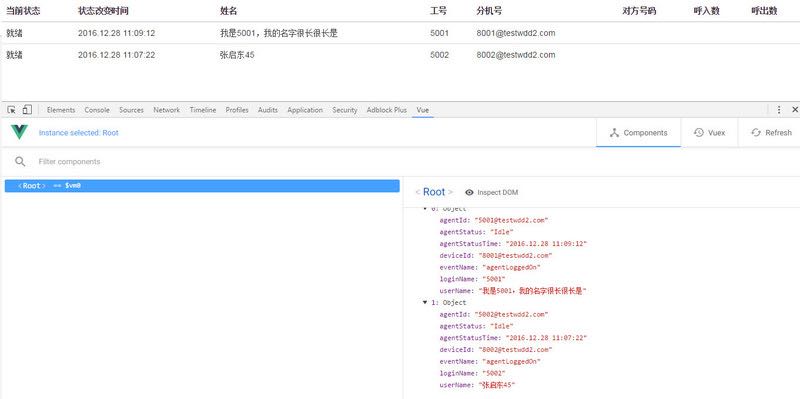 当前状态 状态改变时间 姓名 工号 分机号 对方号码 呼入数 呼出数
就绪 2016.12.28 11:09:12 我是5001，我的名字很长很长是 5001 8001@testwdd2.com
就绪 2016.12.28 11:07:22 张启东45 5002 8002@testwdd2.com
Elements Console Sources Network Timeline Profiles Audits Application Security Adblock Plus Vue
Instance selected: Root Components Vuex Refresh
Filter components
<Root> == $vm0
< Root > Inspect DOM
0: Object
agentId: "5001@testwdd2.com"
agentStatus: "Idle"
agentStatusTime: "2016.12.28 11:09:12"
deviceId: "8001@testwdd2.com"
eventName: "agentLoggedOn"
loginName: "5001"
userName: "我是5001，我的名字很长很长是"
1: Object
agentId: "5002@testwdd2.com"
agentStatus: "Idle"
agentStatusTime: "2016.12.28 11:07:22"
deviceId: "8002@testwdd2.com"
eventName: "agentLoggedOn"
loginName: "5002"
userName: "张启东45"